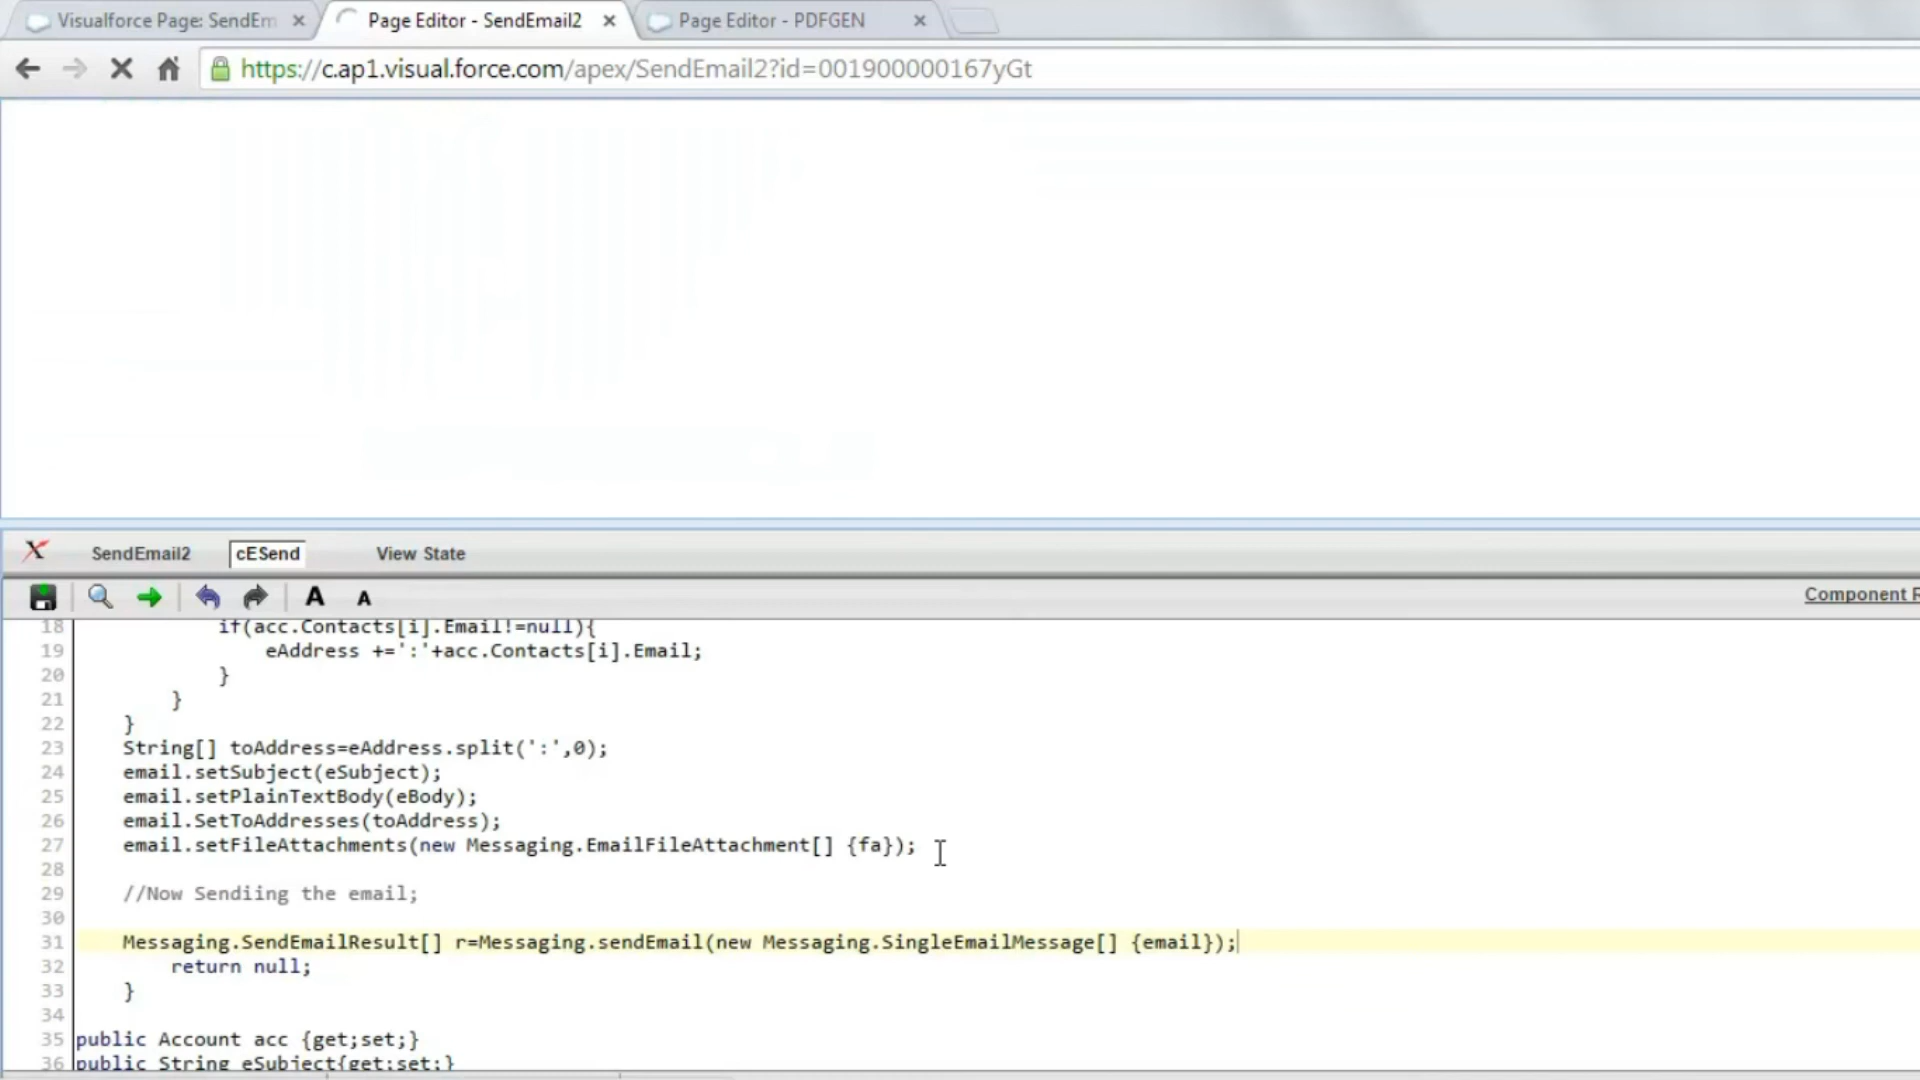 Visualforce Page: SendEm
Page Editor - SendEmail2
Page Editor - PDFGEN
https://c.ap1.visual.force.com/apex/SendEmail2?id=001900000167yGt
SendEmail2 cESend View State
A A Component R
18 if(acc.Contacts[i].Email!=null){
19 eAddress +=':'+acc.Contacts[i].Email;
20 }
21 }
22 }
23 String[] toAddress=eAddress.split(':',0);
24 email.setSubject(eSubject);
25 email.setPlainTextBody(eBody);
26 email.SetToAddresses(toAddress);
27 email.setFileAttachments(new Messaging.EmailFileAttachment[] {fa});
28
29 //Now Sendiing the email;
30
31 Messaging.SendEmailResult[] r=Messaging.sendEmail(new Messaging.SingleEmailMessage[] {email});
32 return null;
33 }
34
35 public Account acc {get;set;}
36 public String eSubject{get;set;}